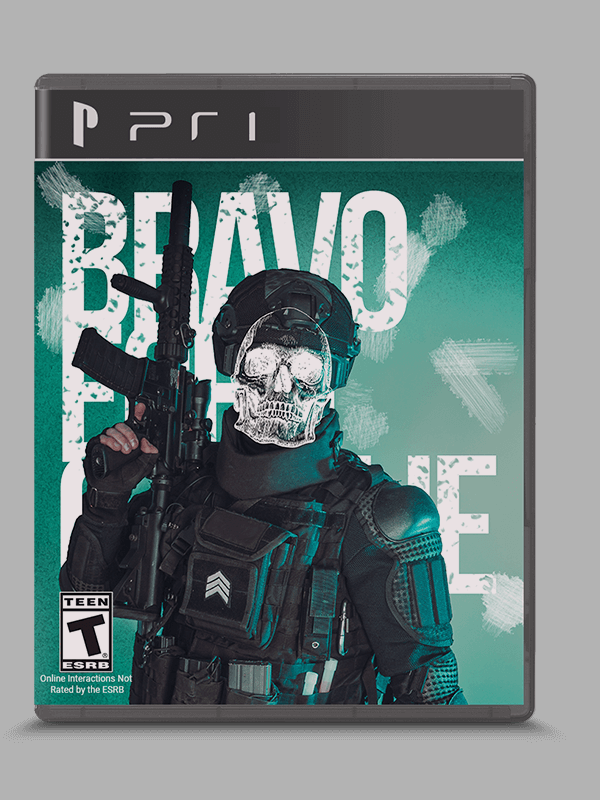 PRI
BRAVO
TEEN
T
ESRB
Online Interactions Not
Rated by the ESRB